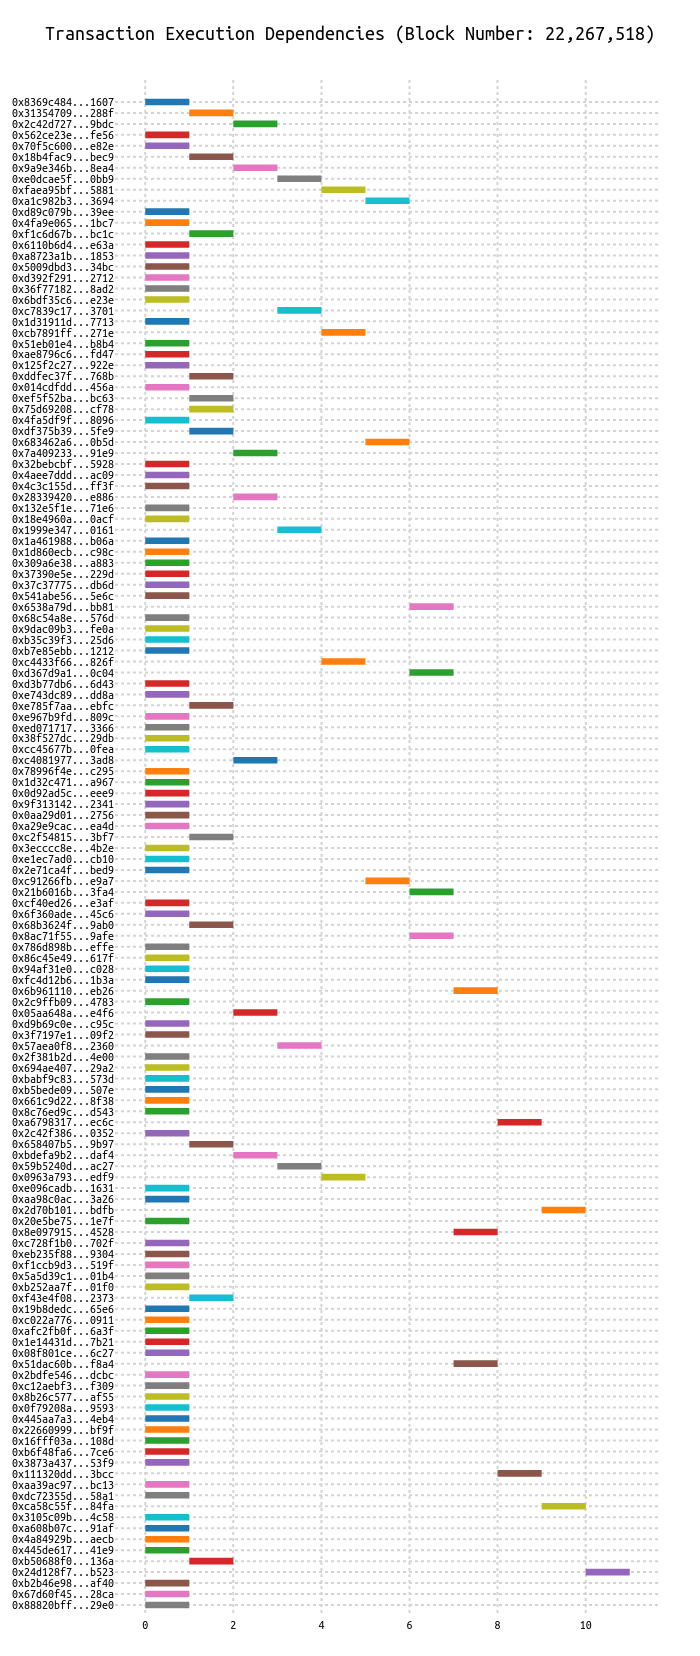 Transaction Execution Dependencies (Block Number: 22,267,518)
0x8369c484...1607
0x31354709...288f
0x2c42d727...9bdc
0x562ce23e...fe56
0x70f5c600...e82e
0x18b4fac9...bec9
0x9a9e346b...8ea4
0xe0dcae5f...0bb9
0xfaea95bf...5881
0xa1c982b3...3694
0xd89c079b...39ee
0x4fa9e065...1bc7
0xf1c6d67b...bc1c
0x6110b6d4...e63a
0xa8723a1b...1853
0x5009dbd3...34bc
0xd392f291...2712
0x36f77182...8ad2
0x6bdf35c6...e23e
0xc7839c17...3701
0x1d31911d...7713
0xcb7891ff...271e
0x51eb01e4...b8b4
0xae8796c6...fd47
0x125f2c27...922e
0xddfec37f...768b
0x014cdfdd...456a
0xef5f52ba...bc63
0x75d69208...cf78
0x4fa5df9f...8096
0xdf375b39...5fe9
0x683462a6...0b5d
0x7a409233...91e9
0x32bebcbf...5928
0x4aee7ddd...ac09
0x4c3c155d...ff3f
0x28339420...e886
0x132e5f1e...71e6
0x18e4960a...0acf
0x1999e347...0161
0x1a461988...b06a
0x1d860ecb...c98c
0x309a6e38...a883
0x37390e5e...229d
0x37c37775...db6d
0x541abe56...5e6c
0x6538a79d...bb81
0x68c54a8e...576d
0x9dac09b3...fe0a
0xb35c39f3...25d6
0xb7e85ebb...1212
0xc4433f66...826f
0xd367d9a1...0c04
0xd3b77db6...6d43
0xe743dc89...dd8a
0xe785f7aa...ebfc
0xe967b9fd...809c
0xed071717...3366
0x38f527dc...29db
0xcc45677b...0fea
0xc4081977...3ad8
0x78996f4e...c295
0x1d32c471...a967
0x0d92ad5c...eee9
0x9f313142...2341
0x0aa29d01...2756
0xa29e9cac...ea4d
0xc2f54815...3bf7
0x3ecccc8e...4b2e
0xe1ec7ad0...cb10
0x2e71ca4f...bed9
0xc91266fb...e9a7
0x21b6016b...3fa4
0xcf40ed26...e3af
0x6f360ade...45c6
0x68b3624f...9ab0
0x8ac71f55...9afe
0x786d898b...effe
0x86c45e49...617f
0x94af31e0...c028
0xfc4d12b6...1b3a
0x6b961110...eb26
0x2c9ffb09...4783
0x05aa648a...e4f6
0xd9b69c0e...c95c
0x3f7197e1...09f2
0x57aea0f8...2360
0x2f381b2d...4e00
0x694ae407...29a2
0xbabf9c83...573d
0xb5bede09...507e
0x661c9d22...8f38
0x8c76ed9c...d543
0xa6798317...ec6c
0x2c42f386...0352
0x658407b5...9b97
0xbdefa9b2...daf4
0x59b5240d...ac27
0x0963a793...edf9
0xe096cadb...1631
0xaa98c0ac...3a26
0x2d70b101...bdfb
0x20e5be75...1e7f
0x8e097915...4528
0xc728f1b0...702f
0xeb235f88...9304
0xf1ccb9d3...519f
0x5a5d39c1...01b4
0xb252aa7f...01f0
0xf43e4f08...2373
0x19b8dedc...65e6
0xc022a776...0911
0xafc2fb0f...6a3f
0x1e14431d...7b21
0x08f801ce...6c27
0x51dac60b...f8a4
0x2bdfe546...dcbc
0xc12aebf3...f309
0x8b26c577...af55
0x0f79208a...9593
0x445aa7a3...4eb4
0x22660999...bf9f
0x16fff03a...108d
0xb6f48fa6...7ce6
0x3873a437...53f9
0x111320dd...3bcc
0xaa39ac97...bc13
0xdc72355d...58a1
0xca58c55f...84fa
0x3105c09b...4c58
0xa608b07c...91af
0x4a84929b...aecb
0x445de617...41e9
0xb50688f0...136a
0x24d128f7...b523
0xb2b46e98...af40
0x67d60f45...28ca
0x88820bff...29e0
0 2 4 6 8 10